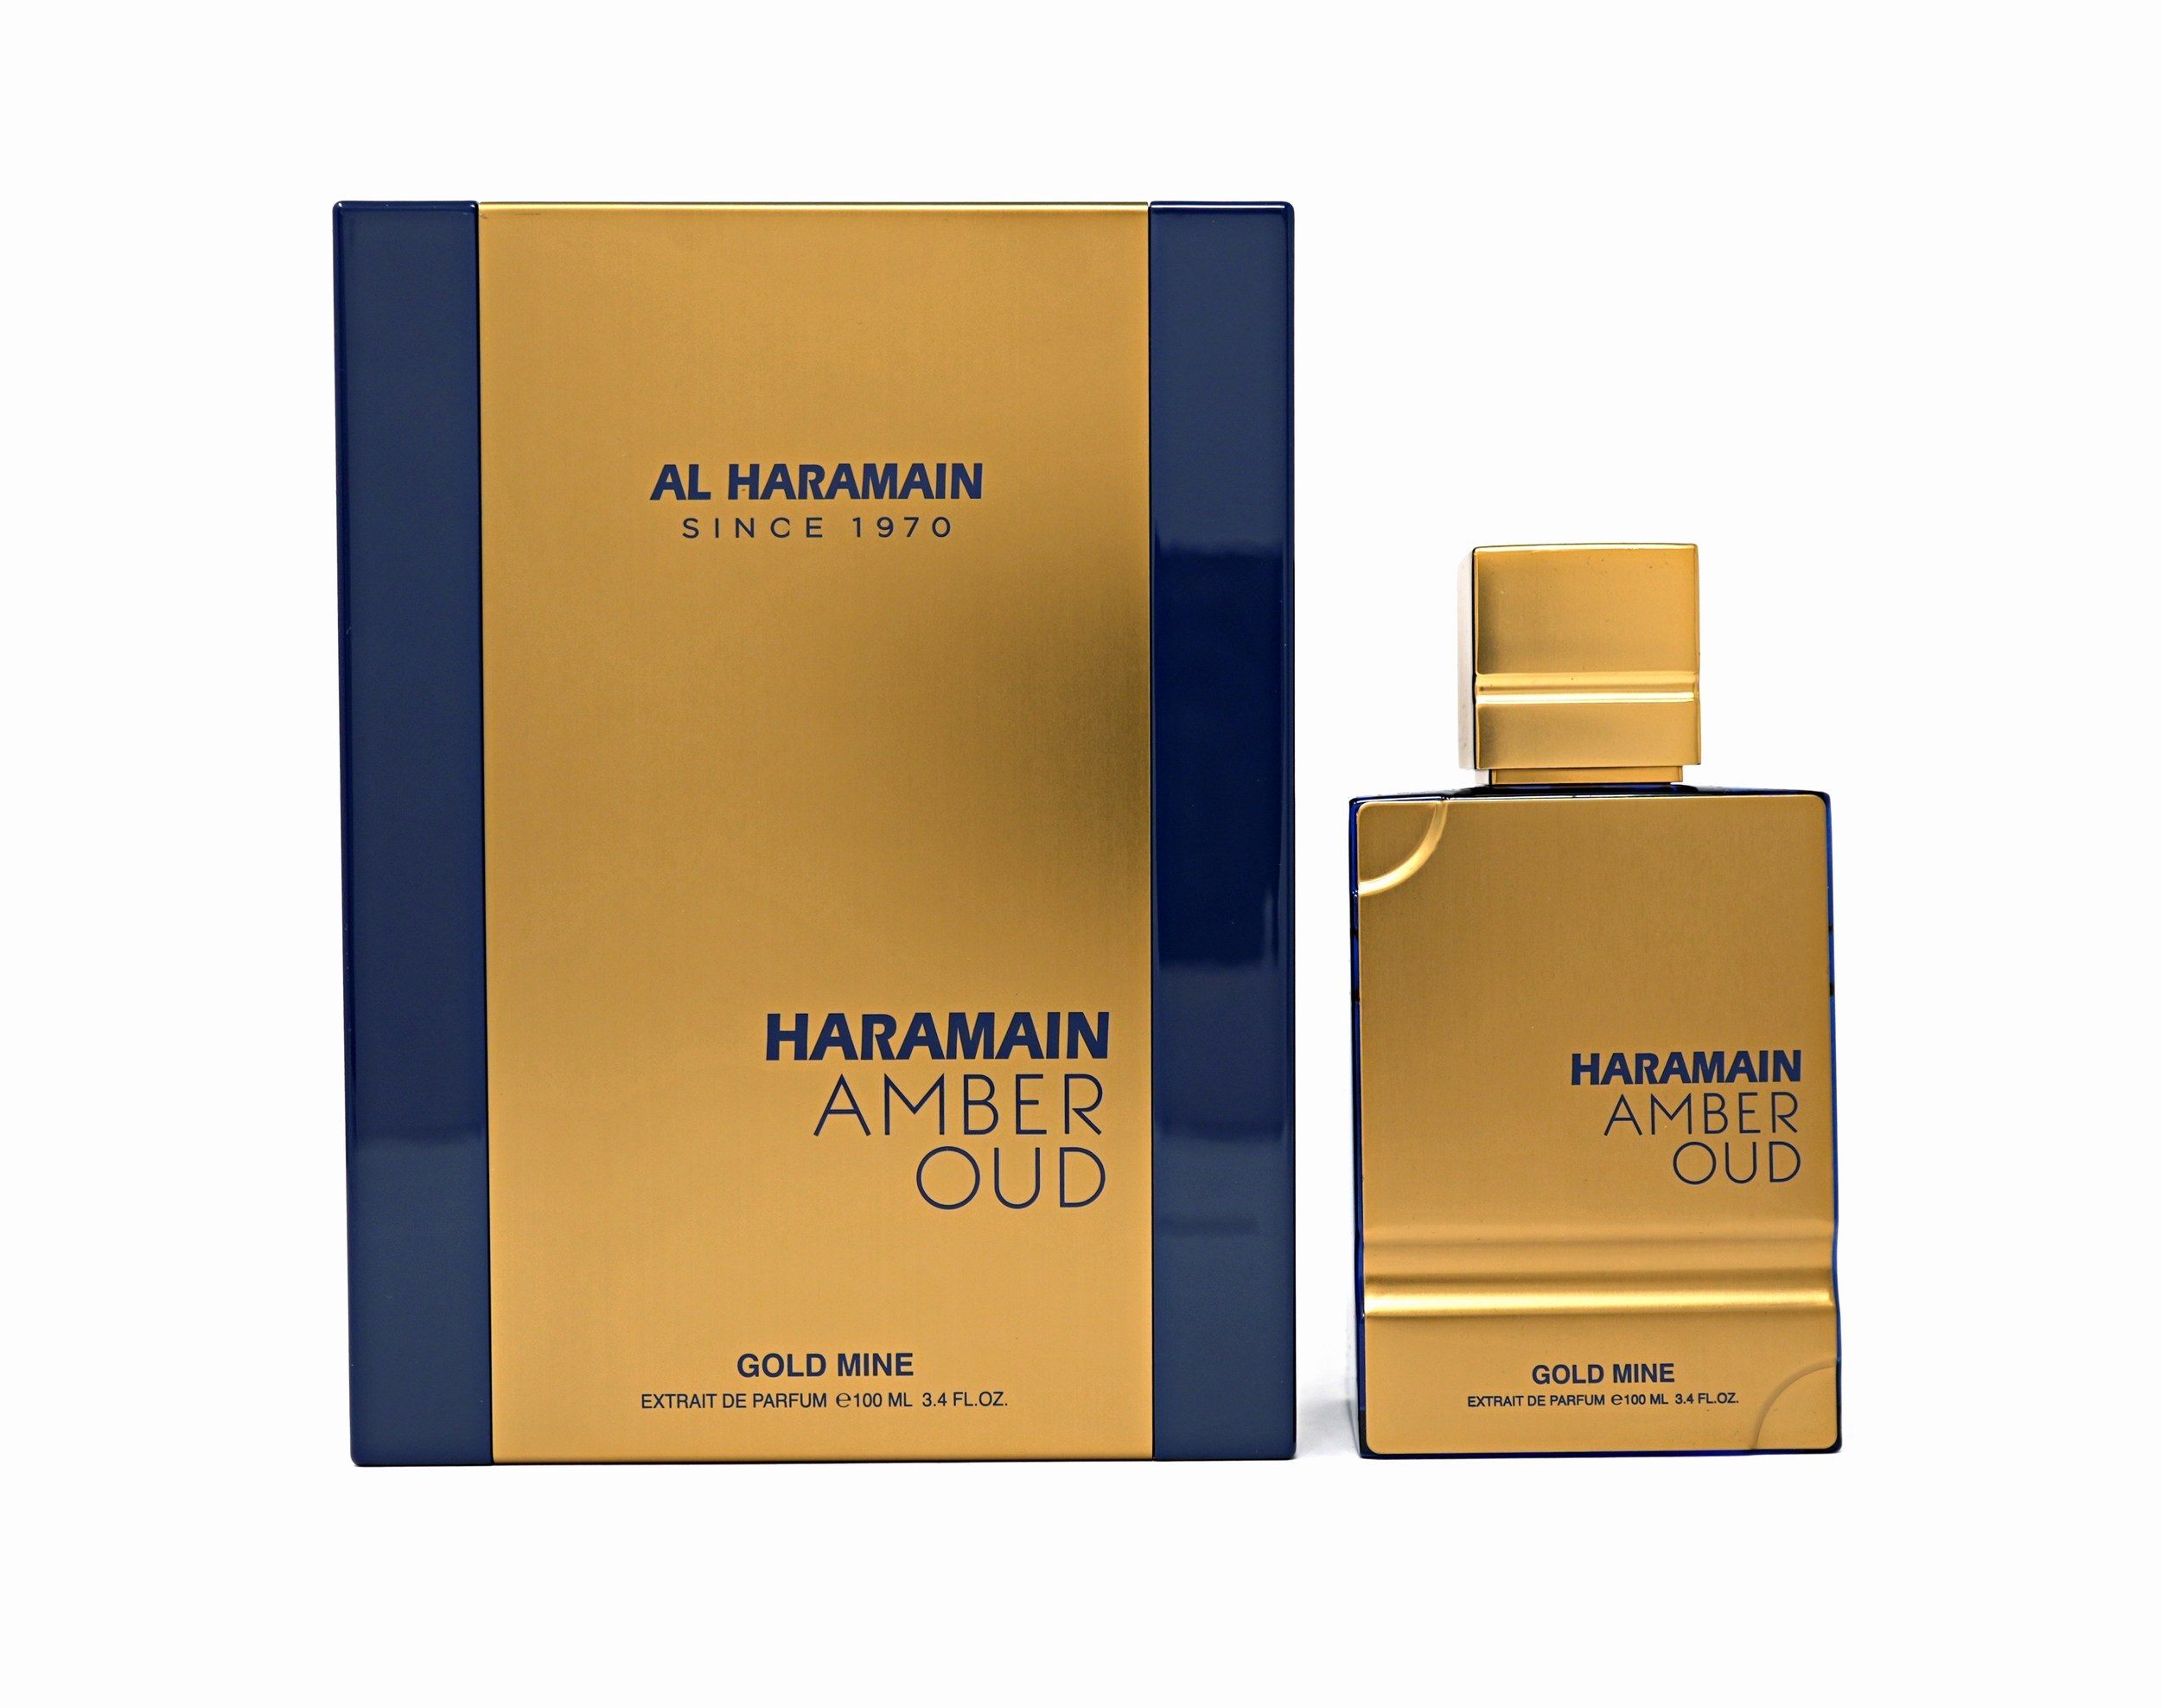 AL HARAMAIN
SINCE 1970
HARAMAIN
AMBER
OUD
GOLD MINE
EXTRAIT DE PARFUM ℮100 ML 3.4 FL.OZ.
HARAMAIN
AMBER
OUD
GOLD MINE
EXTRAIT DE PARFUM ℮100 ML 3.4 FL.OZ.